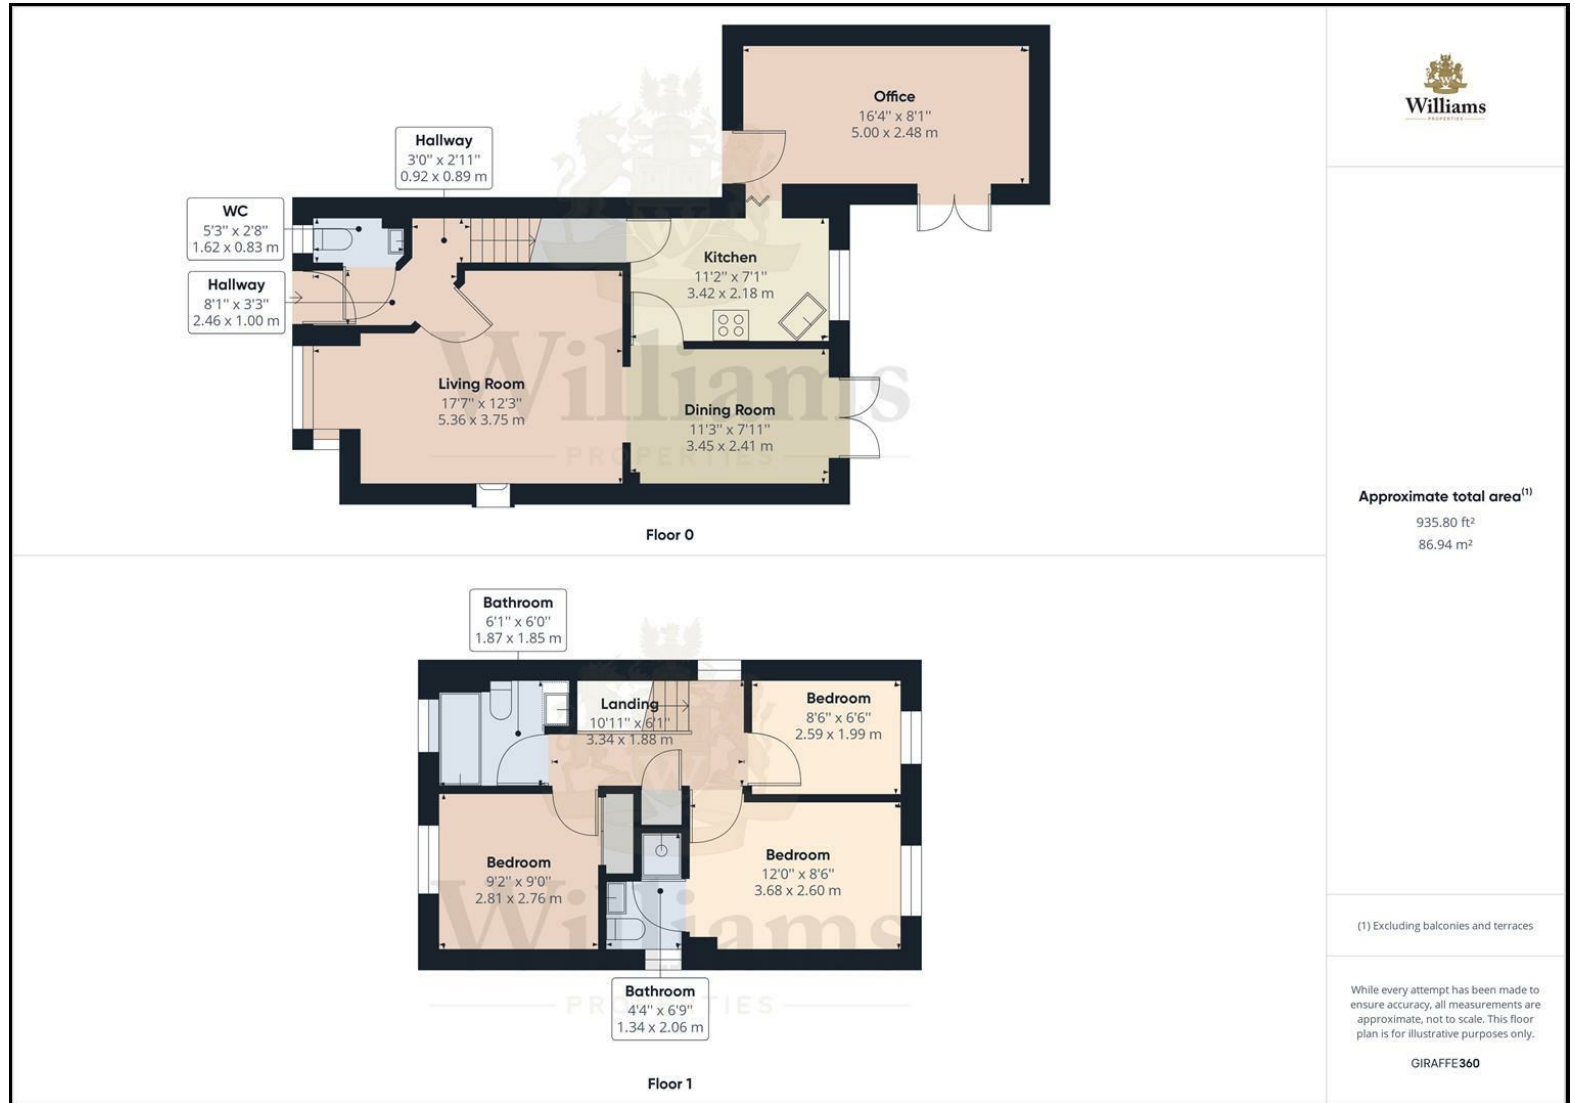 Office
16'4" x 8'1"
5.00 x 2.48 m
Hallway
3'0" x 2'11"
0.92 x 0.89 m
WC
5'3" x 2'8"
1.62 x 0.83 m
Hallway
8'1" x 3'3"
2.46 x 1.00 m
Kitchen
11'2" x 7'1"
3.42 x 2.18 m
Living Room
17'7" x 12'3"
5.36 x 3.75 m
Dining Room
11'3" x 7'11"
3.45 x 2.41 m
Williams
PROPERTIES
Floor 0
Bathroom
6'1" x 6'0"
1.87 x 1.85 m
Landing
10'11" x 6'1"
3.34 x 1.88 m
Bedroom
8'6" x 6'6"
2.59 x 1.99 m
Bedroom
9'2" x 9'0"
2.81 x 2.76 m
Bedroom
12'0" x 8'6"
3.68 x 2.60 m
Bathroom
4'4" x 6'9"
1.34 x 2.06 m
Williams
PROPERTIES
Floor 1
Williams
PROPERTIES
Approximate total area(1)
935.80 ft²
86.94 m²
(1) Excluding balconies and terraces
While every attempt has been made to
ensure accuracy, all measurements are
approximate, not to scale. This floor
plan is for illustrative purposes only.
GIRAFFE360